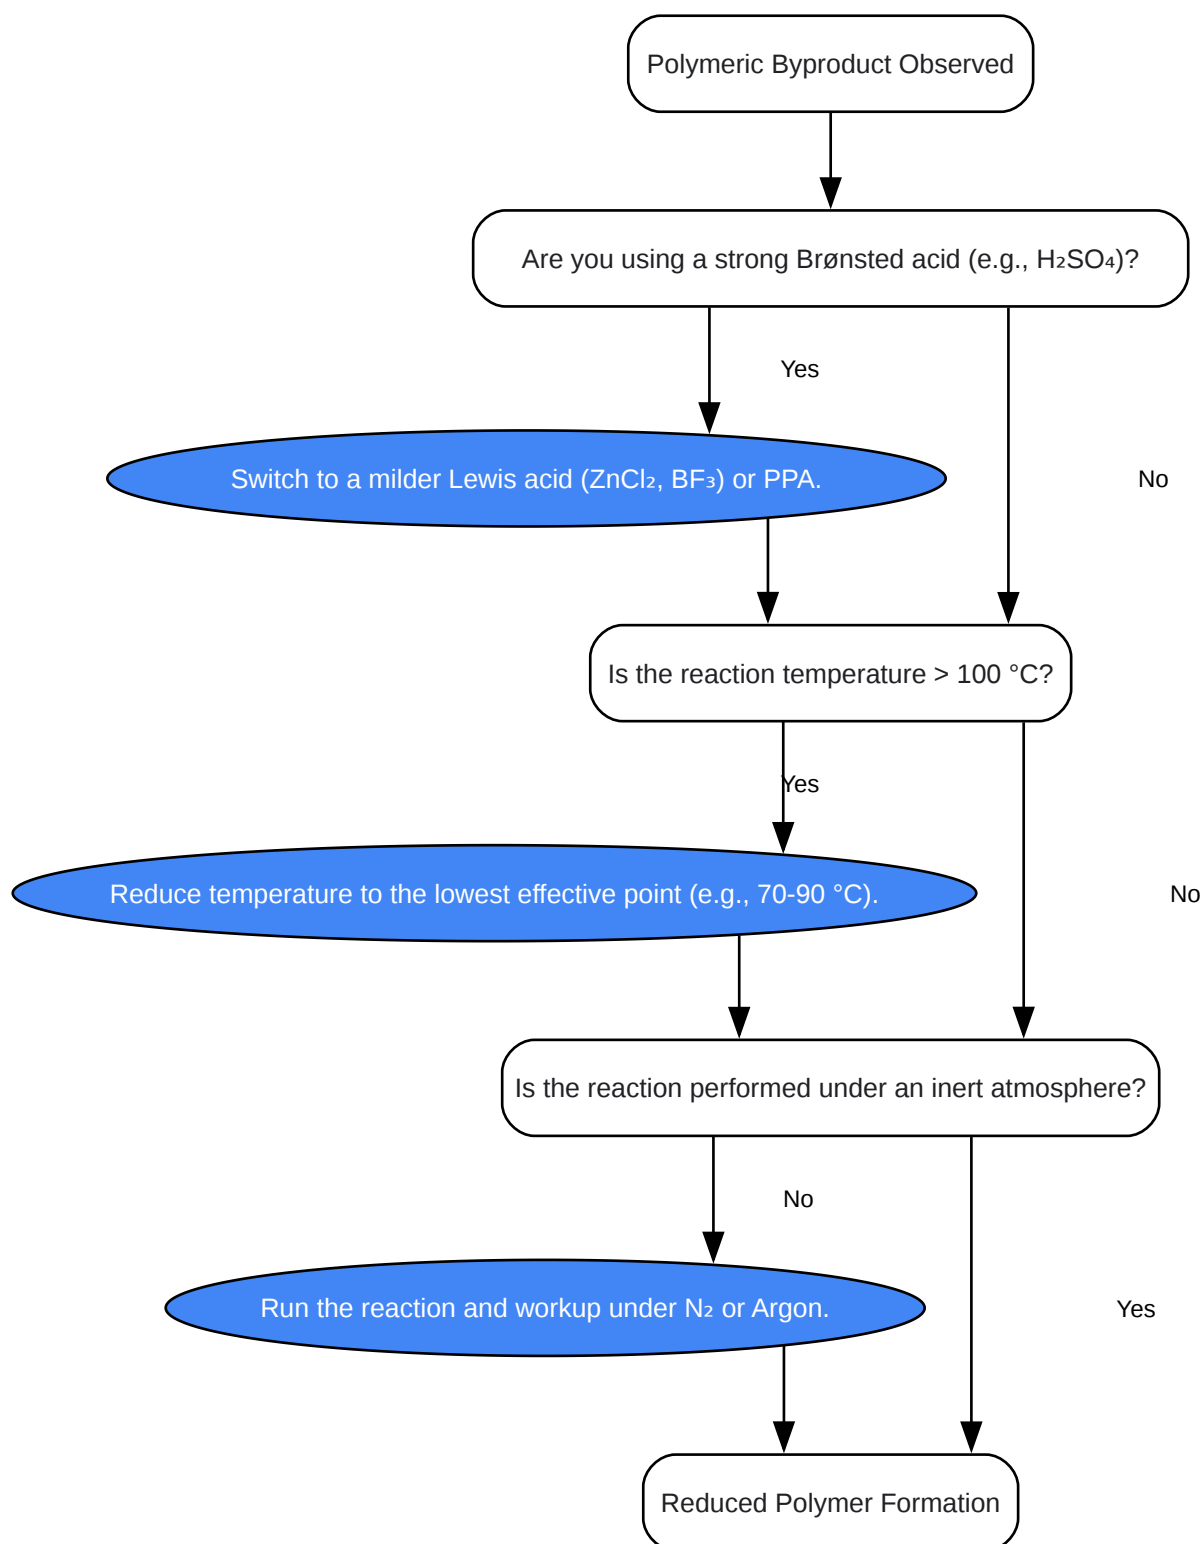 Polymeric Byproduct Observed
Are you using a strong Brønsted acid (e.g., H₂SO₄)?
Yes
Switch to a milder Lewis acid (ZnCl₂, BF₃) or PPA.
No
Is the reaction temperature > 100 °C?
Yes
Reduce temperature to the lowest effective point (e.g., 70-90 °C).
No
Is the reaction performed under an inert atmosphere?
No
Run the reaction and workup under N₂ or Argon.
Yes
Reduced Polymer Formation